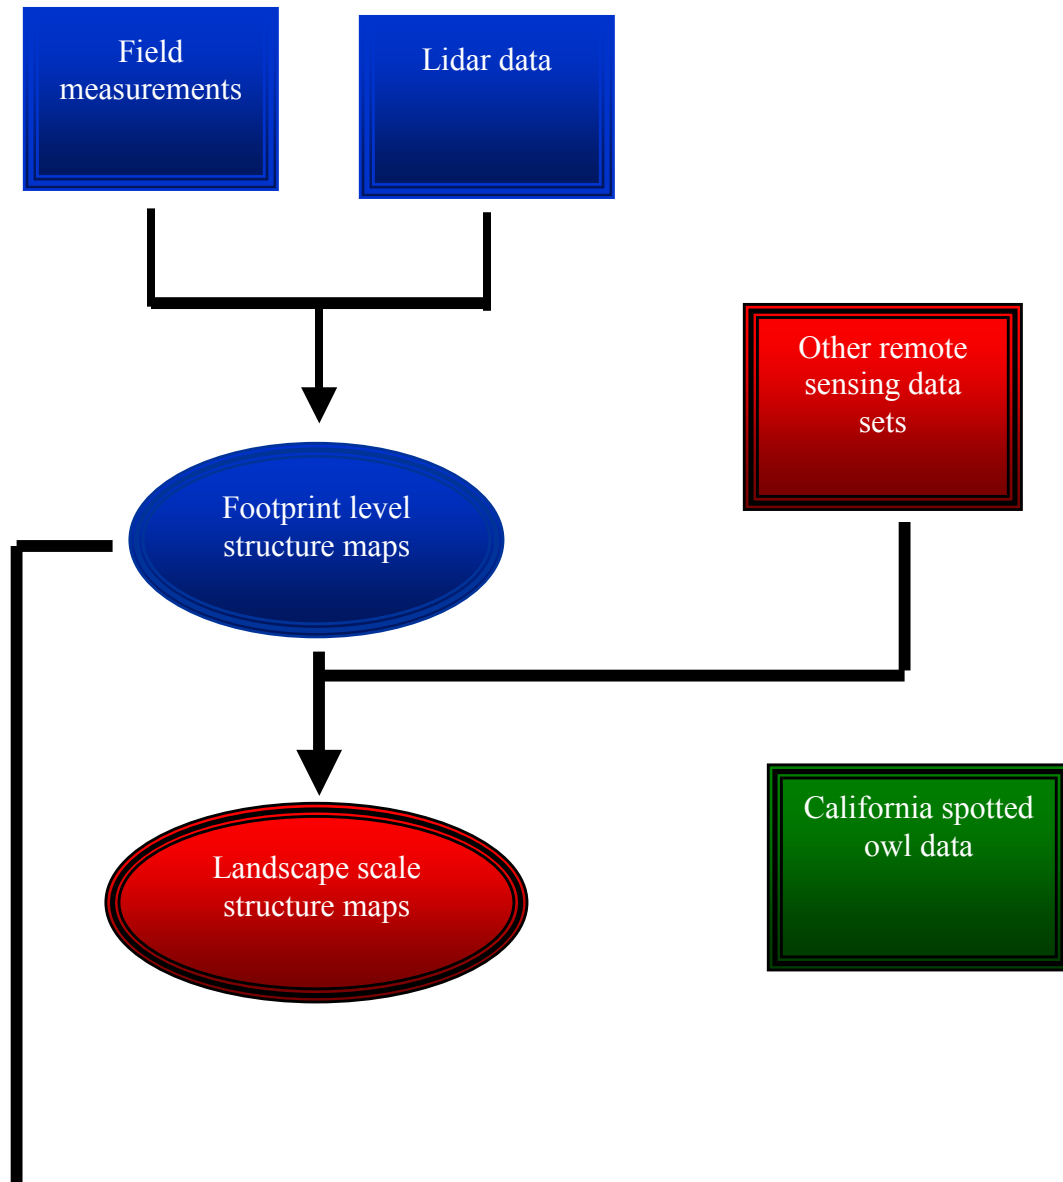 Field
measurements
Lidar data
Other remote
sensing data
sets
Footprint level
structure maps
California spotted
owl data
Landscape scale
structure maps